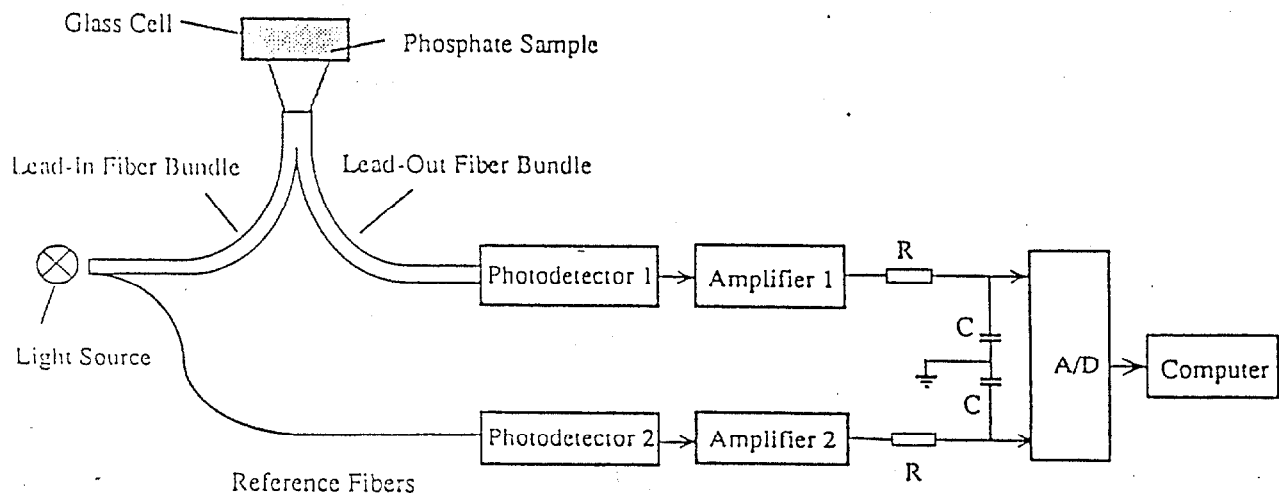 Glass Cell
Phosphate Sample
Lead-In Fiber Bundle
Lead-Out Fiber Bundle
Light Source
Photodetector 1
Amplifier 1
R
C
A/D
Computer
C
Photodetector 2
Amplifier 2
R
Reference Fibers